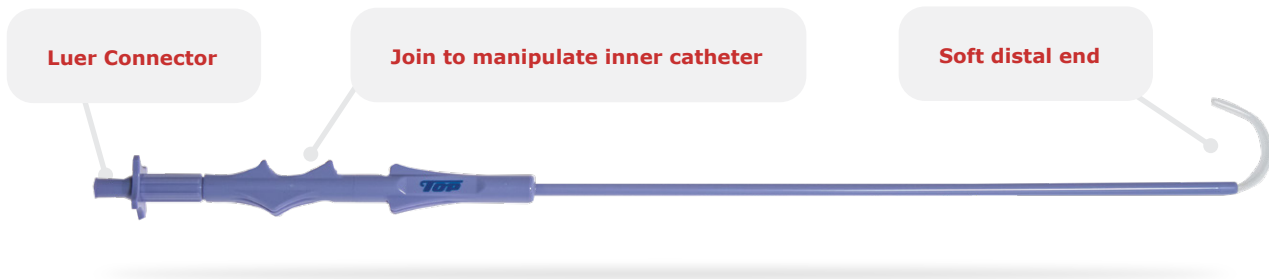 Luer Connector
Join to manipulate inner catheter
Soft distal end
TOP